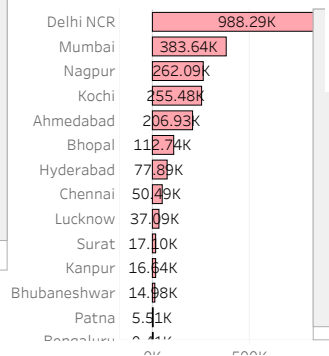 Delhi NCR 988.29K
Mumbai 383.64K
Nagpur 262.09K
Kochi 255.48K
Ahmedabad 206.93K
Bhopal 112.74K
Hyderabad 77.89K
Chennai 50.49K
Lucknow 37.09K
Surat 17.10K
Kanpur 16.64K
Bhubaneshwar 14.98K
Patna 5.51K
Bengaluru
0K 500K